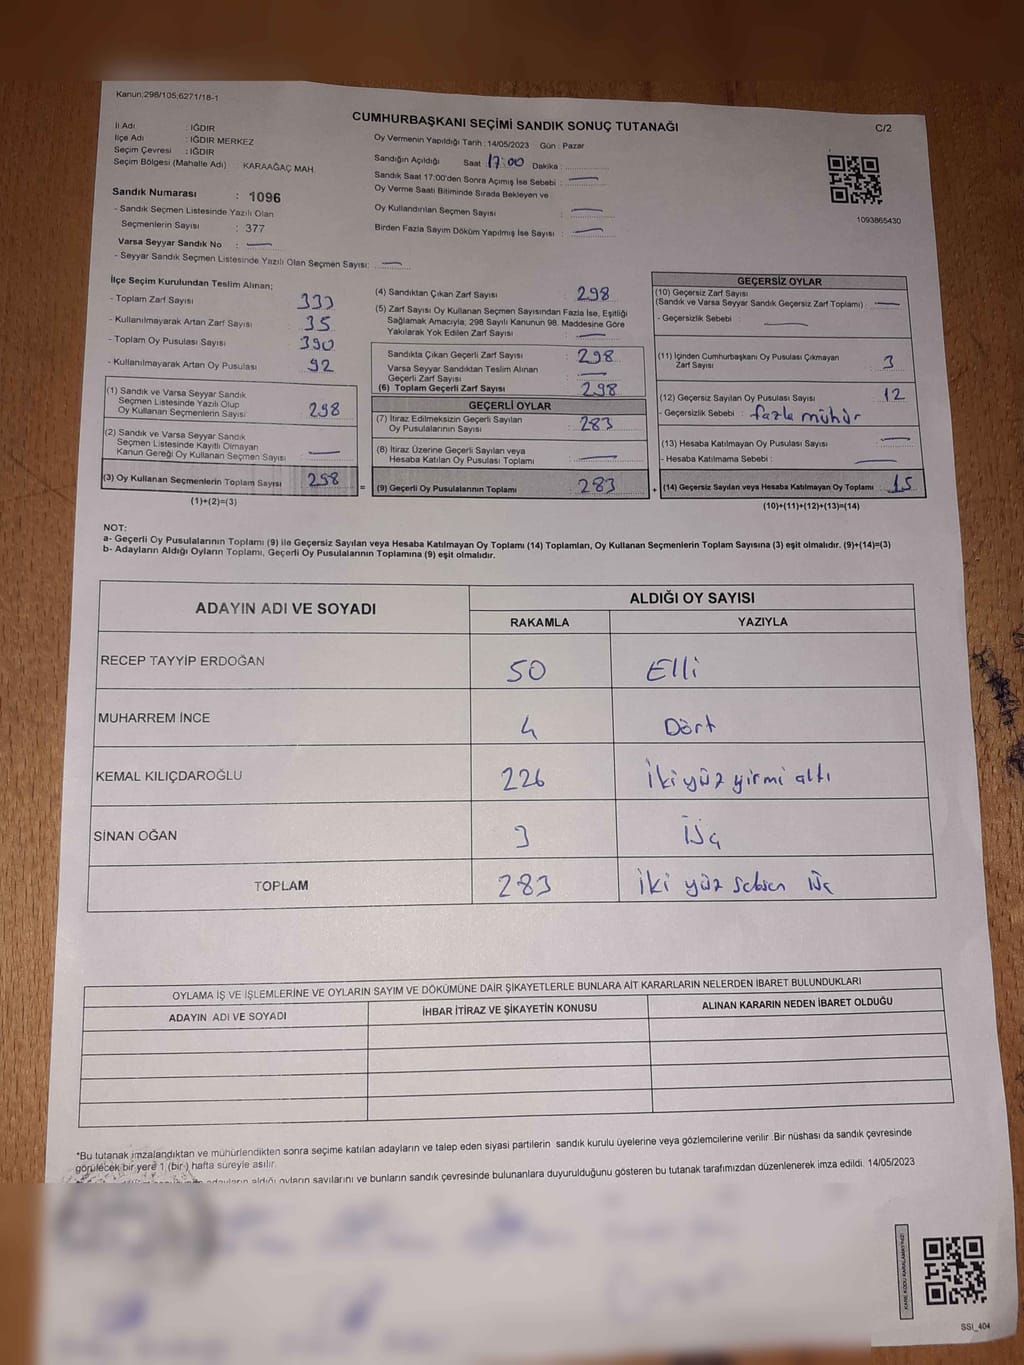 Kanun:298/105,6271/18-1
CUMHURBAŞKANI SEÇİMİ SANDIK SONUÇ TUTANAĞI
C/2
İl Adı : IĞDIR
İlçe Adı : IĞDIR MERKEZ
Seçim Çevresi : IĞDIR
Seçim Bölgesi (Mahalle Adı) KARAAĞAÇ MAH.
Sandık Numarası : 1096
- Sandık Seçmen Listesinde Yazılı Olan
Seçmenlerin Sayısı : 377
Varsa Seyyar Sandık No : —
- Seyyar Sandık Seçmen Listesinde Yazılı Olan Seçmen Sayısı: —
Oy Vermenin Yapıldığı Tarih : 14/05/2023 Gün : Pazar
Sandığın Açıldığı Saat 17:00 Dakika :
Sandık Saat 17:00'den Sonra Açımış İse Sebebi : —
Oy Verme Saati Bitiminde Sırada Bekleyen ve
Oy Kullandırılan Seçmen Sayısı : —
Birden Fazla Sayım Döküm Yapılmış İse Sayısı : —
1093865430
İlçe Seçim Kurulundan Teslim Alınan;
- Toplam Zarf Sayısı : 333
- Kullanılmayarak Artan Zarf Sayısı : 35
- Toplam Oy Pusulası Sayısı : 390
- Kullanılmayarak Artan Oy Pusulası : 92
(1) Sandık ve Varsa Seyyar Sandık
Seçmen Listesinde Yazılı Olup
Oy Kullanan Seçmenlerin Sayısı : 298
(2) Sandık ve Varsa Seyyar Sandık
Seçmen Listesinde Kayıtlı Olmayan
Kanun Gereği Oy Kullanan Seçmen Sayısı : —
(3) Oy Kullanan Seçmenlerin Toplam Sayısı : 298
(1)+(2)=(3)
(4) Sandıktan Çıkan Zarf Sayısı : 298
(5) Zarf Sayısı Oy Kullanan Seçmen Sayısından Fazla İse, Eşitliği
Sağlamak Amacıyla; 298 Sayılı Kanunun 98. Maddesine Göre
Yakılarak Yok Edilen Zarf Sayısı : —
Sandıkta Çıkan Geçerli Zarf Sayısı : 298
Varsa Seyyar Sandıktan Teslim Alınan
Geçerli Zarf Sayısı : —
(6) Toplam Geçerli Zarf Sayısı : 298
GEÇERLİ OYLAR
(7) İtiraz Edilmeksizin Geçerli Sayılan
Oy Pusulalarının Sayısı : 283
(8) İtiraz Üzerine Geçerli Sayılan veya
Hesaba Katılan Oy Pusulası Toplamı : —
(9) Geçerli Oy Pusulalarının Toplamı : 283
GEÇERSİZ OYLAR
(10) Geçersiz Zarf Sayısı
(Sandık ve Varsa Seyyar Sandık Geçersiz Zarf Toplamı) : —
- Geçersizlik Sebebi : —
(11) İçinden Cumhurbaşkanı Oy Pusulası Çıkmayan
Zarf Sayısı : 3
(12) Geçersiz Sayılan Oy Pusulası Sayısı : 12
- Geçersizlik Sebebi : fazla mühür
(13) Hesaba Katılmayan Oy Pusulası Sayısı : —
- Hesaba Katılmama Sebebi : —
(14) Geçersiz Sayılan veya Hesaba Katılmayan Oy Toplamı : 15
(10)+(11)+(12)+(13)=(14)
NOT:
a- Geçerli Oy Pusulalarının Toplamı (9) ile Geçersiz Sayılan veya Hesaba Katılmayan Oy Toplamı (14) Toplamları, Oy Kullanan Seçmenlerin Toplam Sayısına (3) eşit olmalıdır. (9)+(14)=(3)
b- Adayların Aldığı Oyların Toplamı, Geçerli Oy Pusulalarının Toplamına (9) eşit olmalıdır.
ADAYIN ADI VE SOYADI
ALDIĞI OY SAYISI
RAKAMLA YAZIYLA
RECEP TAYYİP ERDOĞAN 50 Elli
MUHARREM İNCE 4 Dört
KEMAL KILIÇDAROĞLU 226 İki yüz yirmi altı
SİNAN OĞAN 3 Üç
TOPLAM 283 İki yüz seksen üç
OYLAMA İŞ VE İŞLEMLERİNE VE OYLARIN SAYIM VE DÖKÜMÜNE DAİR ŞİKAYETLERLE BUNLARA AİT KARARLARIN NELERDEN İBARET BULUNDUKLARI
ADAYIN ADI VE SOYADI
İHBAR İTİRAZ VE ŞİKAYETİN KONUSU
ALINAN KARARIN NEDEN İBARET OLDUĞU
*Bu tutanak imzalandıktan ve mühürlendikten sonra seçime katılan adayların ve talep eden siyasi partilerin sandık kurulu üyelerine veya gözlemcilerine verilir. Bir nüshası da sandık çevresinde
görülecek bir yere 1 (bir) hafta süreyle asılır.
adayların aldığı oyların sayılarını ve bunların sandık çevresinde bulunanlara duyurulduğunu gösteren bu tutanak tarafımızdan düzenlenerek imza edildi. 14/05/2023
KARE KODU KARALAMAYINIZ!
SSI_404